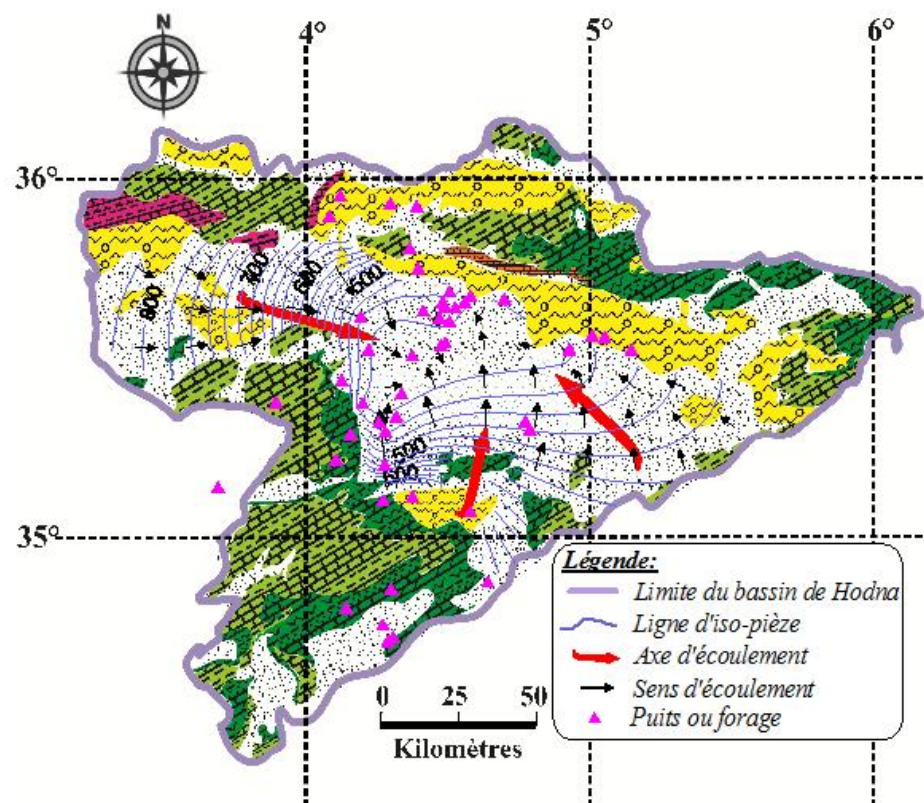 N
4°
5°
6°
36°
800
700
600
500
500
600
35°
Légende:
Limite du bassin de Hodna
Ligne d'iso-pièze
Axe d'écoulement
Sens d'écoulement
Puits ou forage
0 25 50
Kilomètres